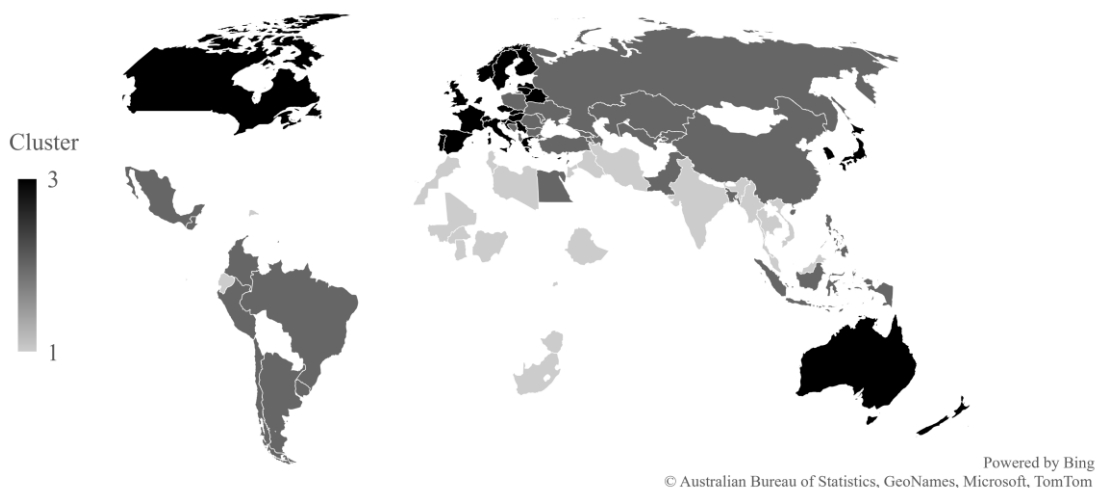 Cluster
3
1
Powered by Bing
© Australian Bureau of Statistics, GeoNames, Microsoft, TomTom